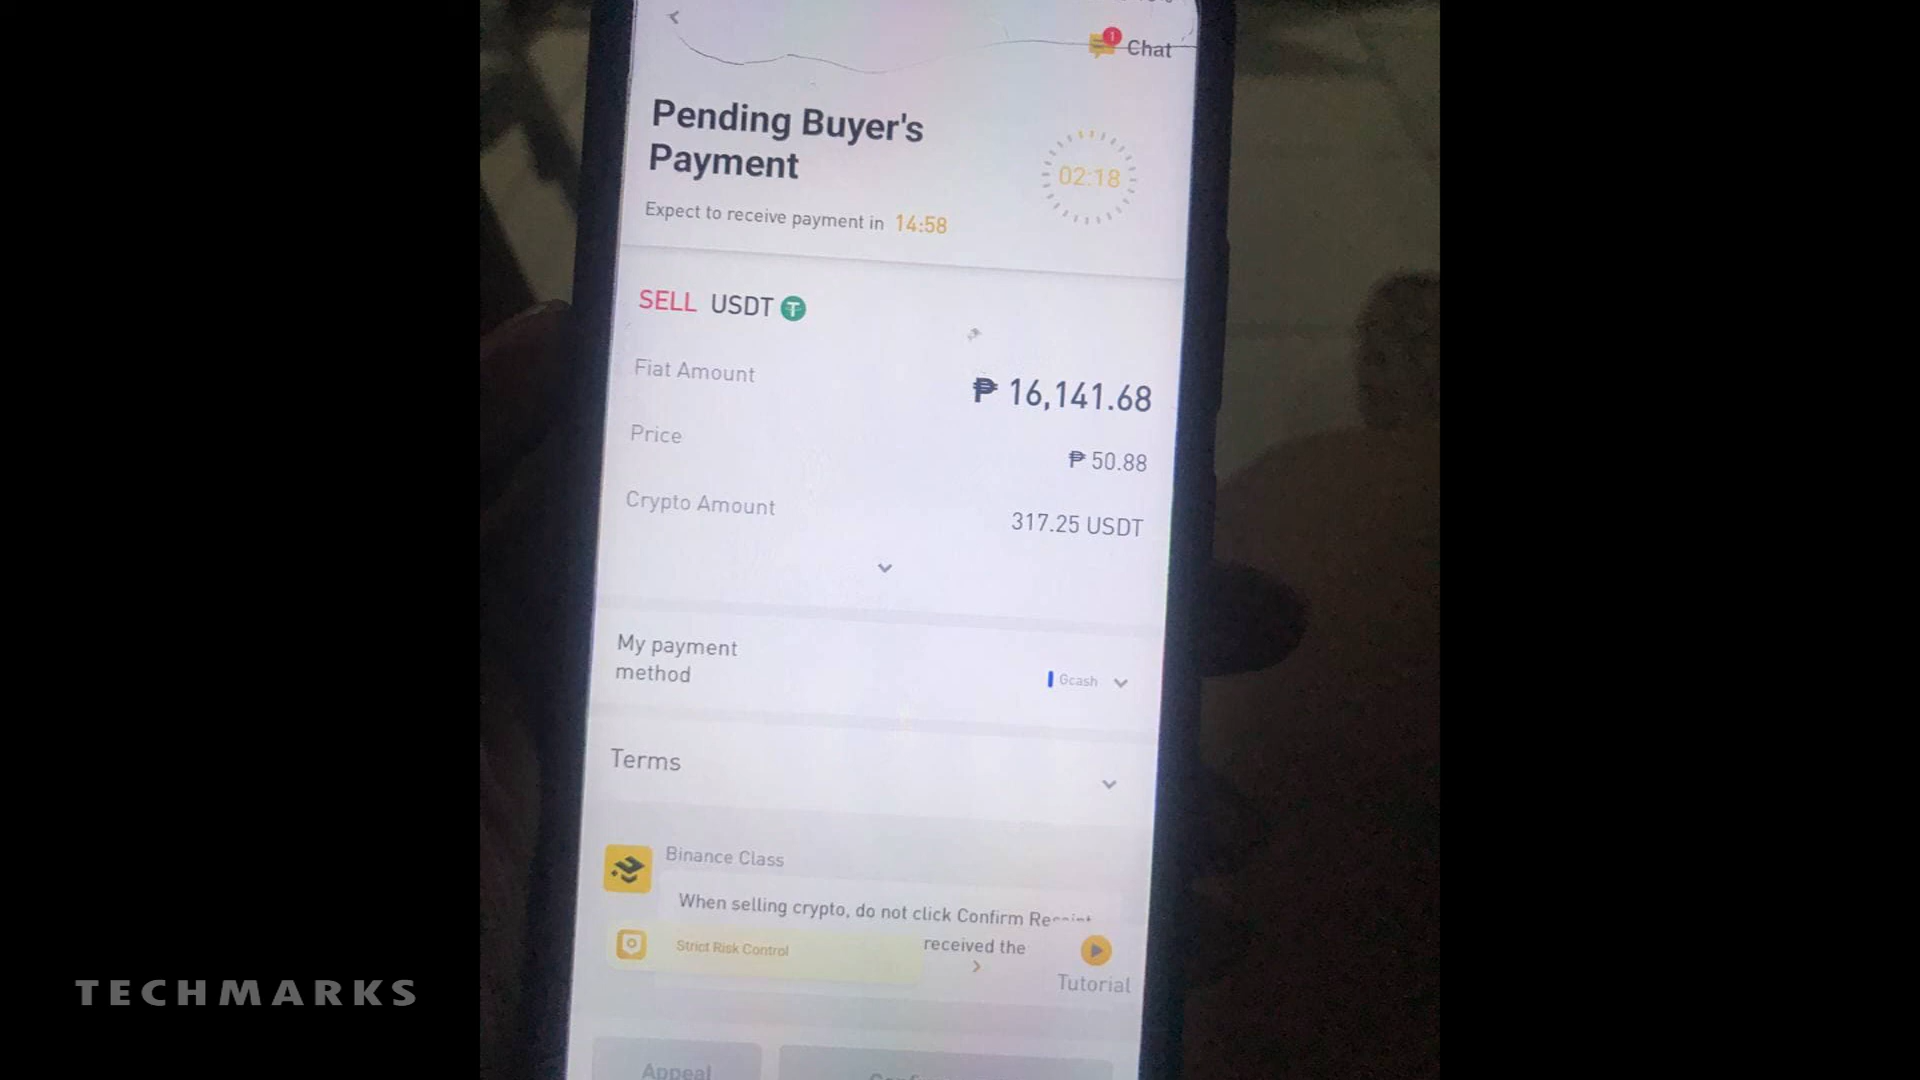 Chat
1
Pending Buyer's
Payment
02:18
Expect to receive payment in 14:58
SELL USDT
Fiat Amount
₱ 16,141.68
Price
₱ 50.88
Crypto Amount
317.25 USDT
My payment
method
Gcash
Terms
Binance Class
When selling crypto, do not click Confirm
received the
Strict Risk Control
Tutorial
Appeal
TECHMARKS